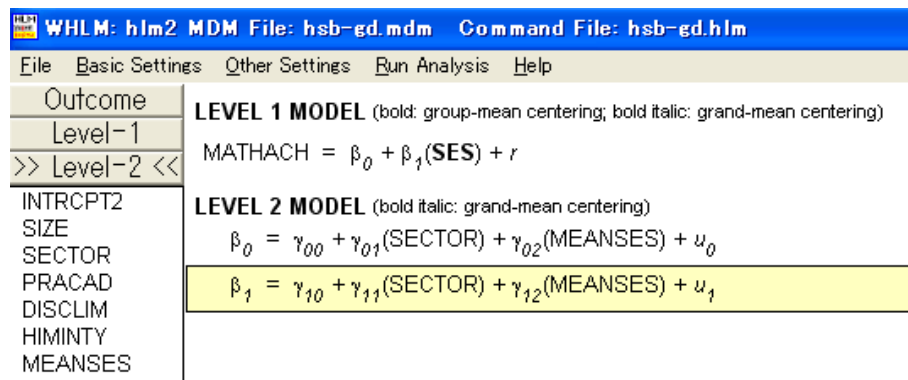 WHLM: hlm2 MDM File: hsb-gd.mdm Command File: hsb-gd.hlm
File Basic Settings Other Settings Run Analysis Help
Outcome
Level-1
>> Level-2 <<
INTRCPT2
SIZE
SECTOR
PRACAD
DISCLIM
HIMINTY
MEANSES
LEVEL 1 MODEL (bold: group-mean centering; bold italic: grand-mean centering)
MATHACH = β0 + β1(SES) + r
LEVEL 2 MODEL (bold italic: grand-mean centering)
β0 = γ00 + γ01(SECTOR) + γ02(MEANSES) + u0
β1 = γ10 + γ11(SECTOR) + γ12(MEANSES) + u1